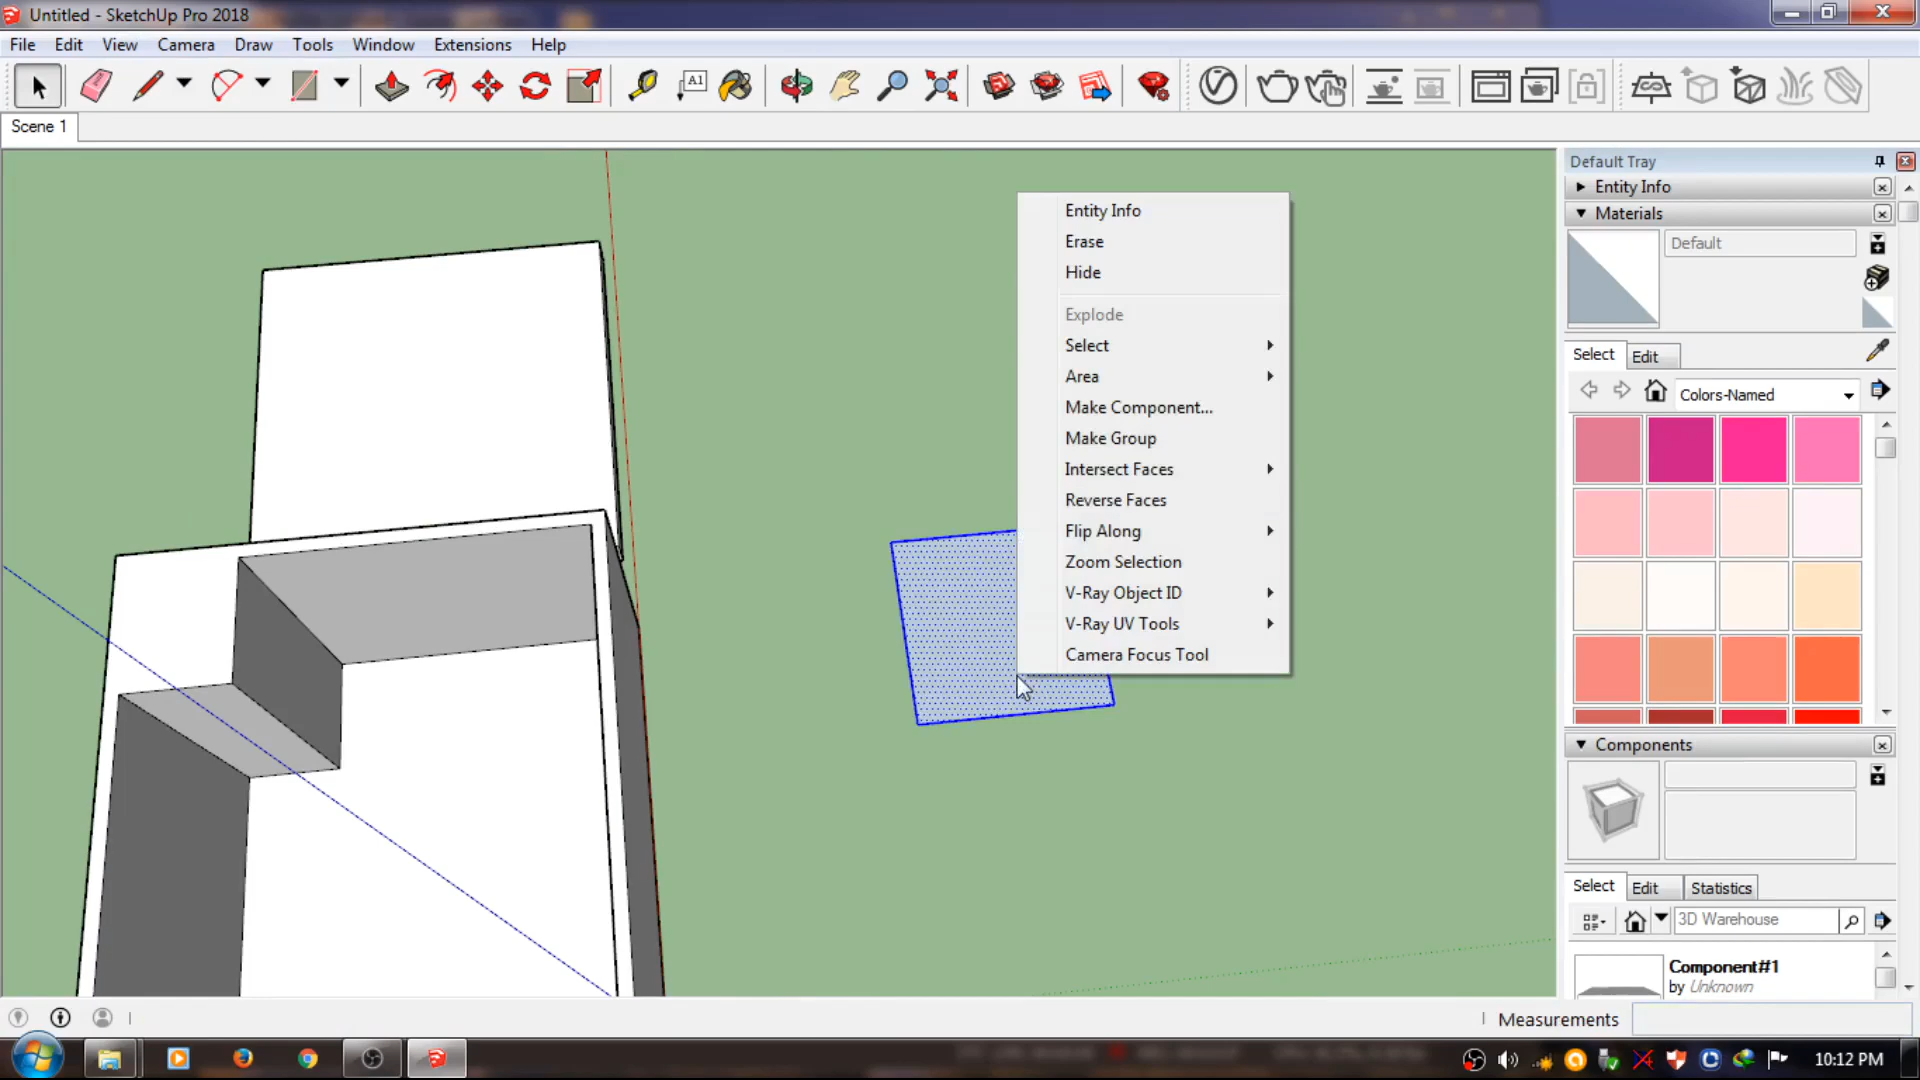 Untitled - SketchUp Pro 2018
File Edit View Camera Draw Tools Window Extensions Help
A1
Scene 1
Default Tray
Entity Info
Materials
Default
Select Edit
Colors-Named
Components
Select Edit Statistics
3D Warehouse
Component#1
by Unknown
Entity Info
Erase
Hide
Explode
Select
Area
Make Component...
Make Group
Intersect Faces
Reverse Faces
Flip Along
Zoom Selection
V-Ray Object ID
V-Ray UV Tools
Camera Focus Tool
Measurements
10:12 PM